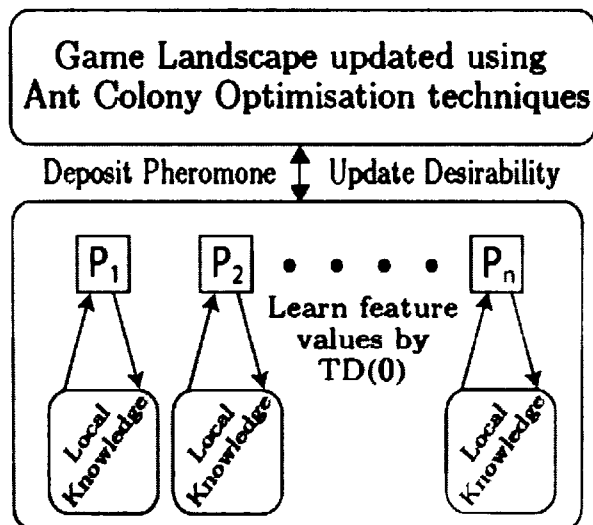 Game Landscape updated using
Ant Colony Optimisation techniques
Deposit Pheromone Update Desirability
P1 P2 Pn
Learn feature
values by
TD(0)
Local
Knowledge
Local
Knowledge
Local
Knowledge